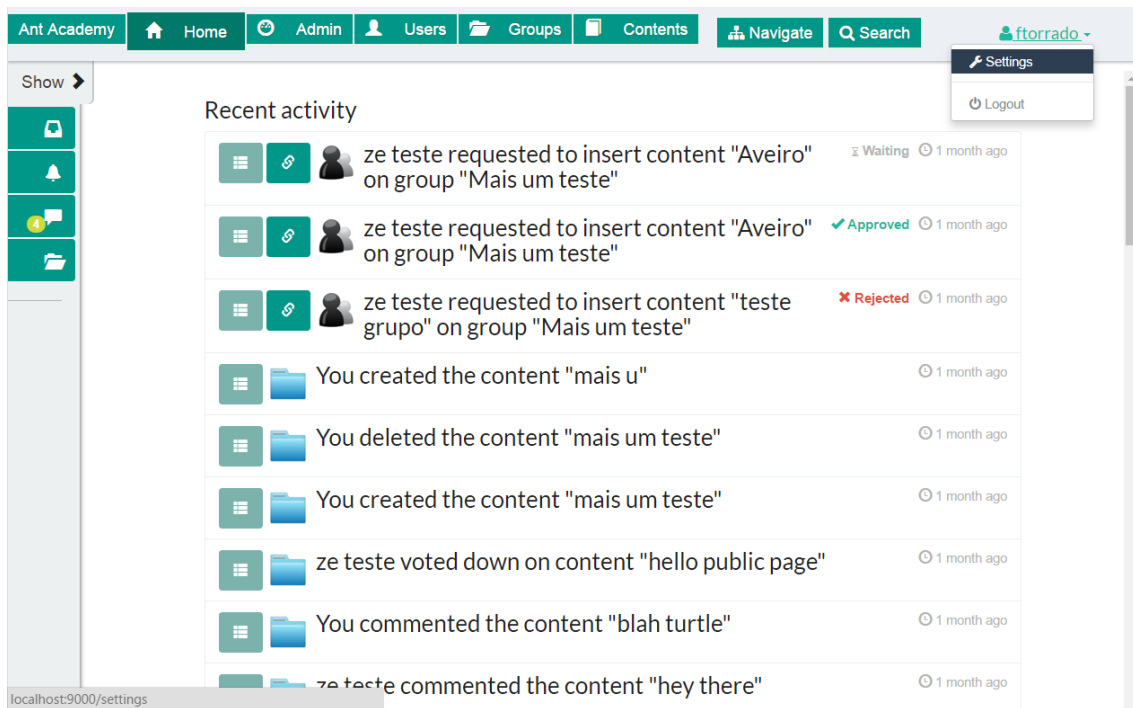 Ant Academy Home Admin Users Groups Contents Navigate Search ftorrado
Settings
Logout
Show
4
Recent activity
ze teste requested to insert content "Aveiro" Waiting 1 month ago
on group "Mais um teste"
ze teste requested to insert content "Aveiro" Approved 1 month ago
on group "Mais um teste"
ze teste requested to insert content "teste Rejected 1 month ago
grupo" on group "Mais um teste"
You created the content "mais u" 1 month ago
You deleted the content "mais um teste" 1 month ago
You created the content "mais um teste" 1 month ago
ze teste voted down on content "hello public page" 1 month ago
You commented the content "blah turtle" 1 month ago
ze teste commented the content "hey there" 1 month ago
localhost:9000/settings